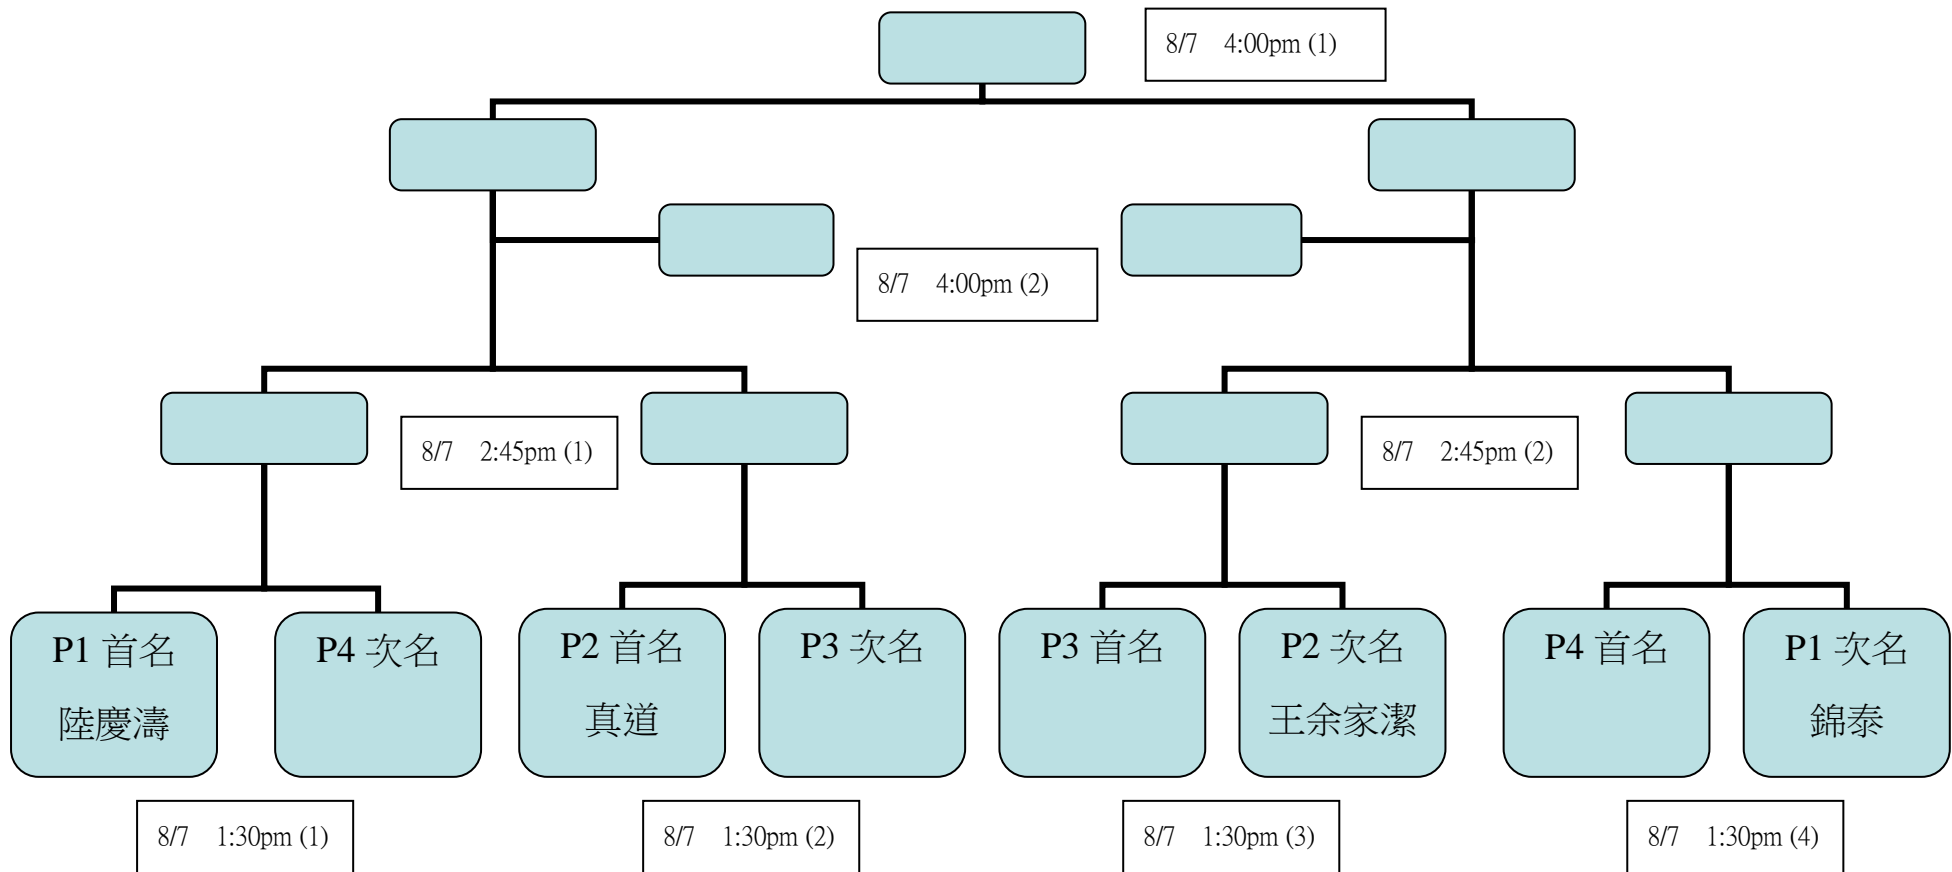 8/7 4:00pm (1)
8/7 4:00pm (2)
8/7 2:45pm (1)
8/7 2:45pm (2)
P1 首名
陸慶濤
P4 次名
P2 首名
真道
P3 次名
P3 首名
P2 次名
王余家潔
P4 首名
P1 次名
錦泰
8/7 1:30pm (1)
8/7 1:30pm (2)
8/7 1:30pm (3)
8/7 1:30pm (4)